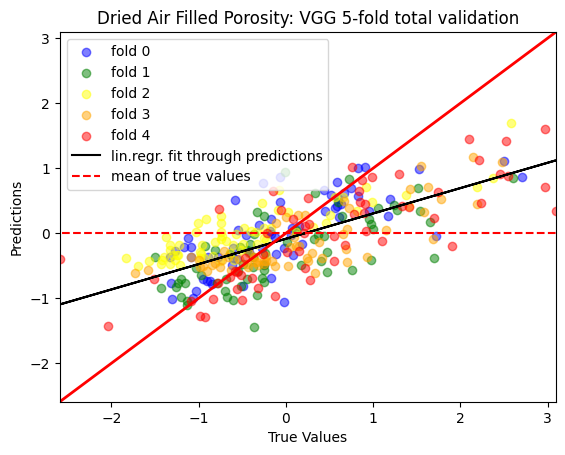 Dried Air Filled Porosity: VGG 5-fold total validation
fold 0
fold 1
fold 2
fold 3
fold 4
lin.regr. fit through predictions
mean of true values
Predictions
3
2
1
0
−1
−2
−2
−1
0
1
2
3
True Values